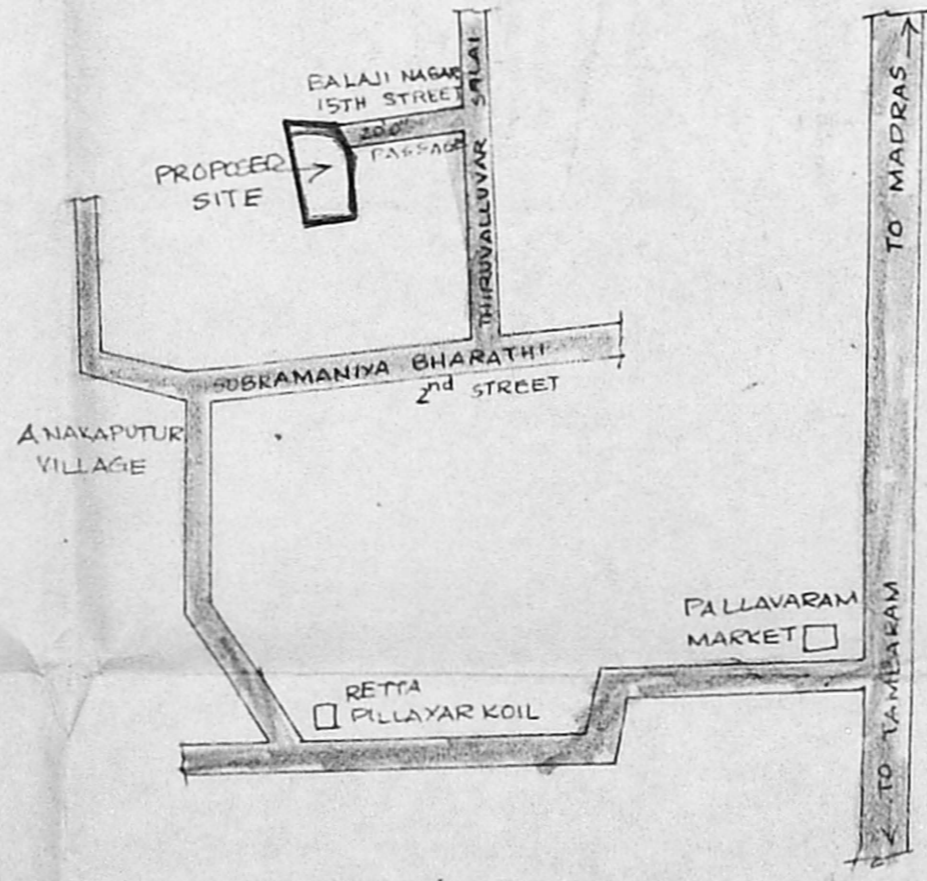 BALAJI NAGAR
15TH STREET
20'0"
PASSAGE
THIRUVALLUVAR SALAI
TO MADRAS
PROPOSER
SITE
SUBRAMANIYA BHARATHI
2nd STREET
ANAKAPUTUR
VILLAGE
PALLAVARAM
MARKET
RETTA
PILLAYAR KOIL
TO TAMBARAM